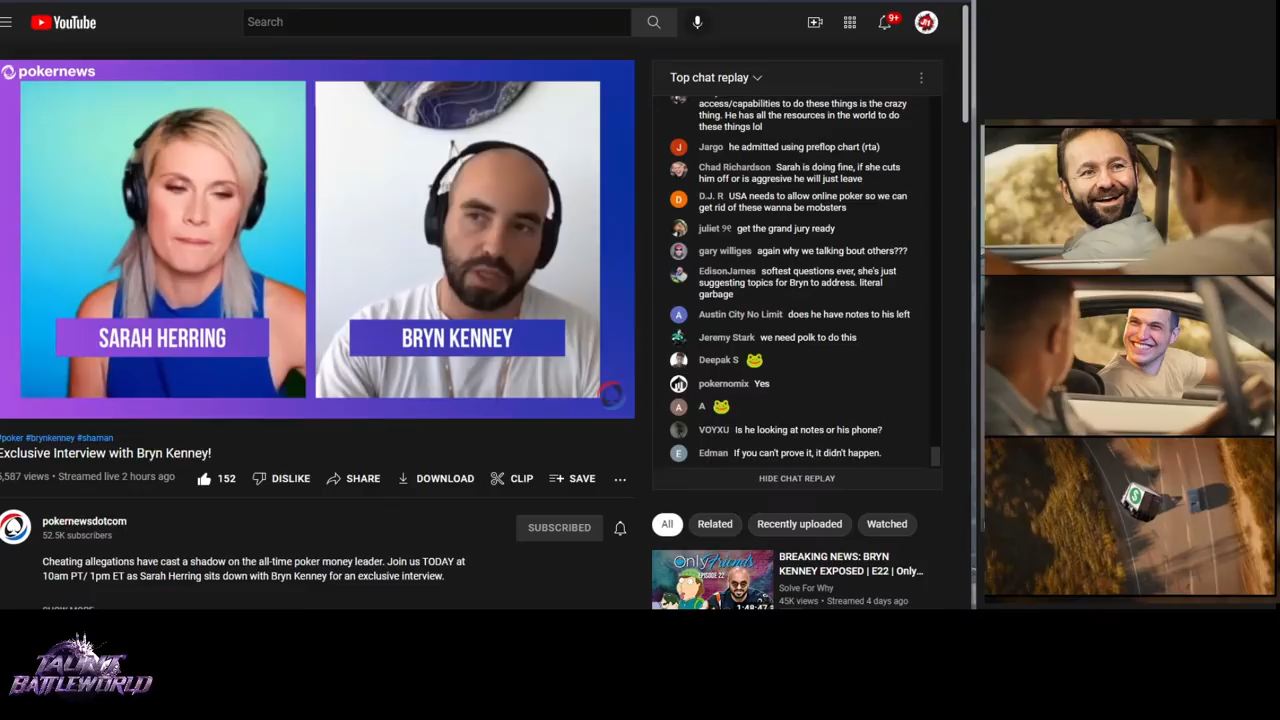 YouTube
Search
9+
pokernews
SARAH HERRING
BRYN KENNEY
#poker #brynkenney #shaman
Exclusive Interview with Bryn Kenney!
5,587 views • Streamed live 2 hours ago
152
DISLIKE
SHARE
DOWNLOAD
CLIP
SAVE
pokernewsdotcom
52.5K subscribers
SUBSCRIBED
Cheating allegations have cast a shadow on the all-time poker money leader. Join us TODAY at
10am PT/ 1pm ET as Sarah Herring sits down with Bryn Kenney for an exclusive interview.
SHOW MORE
Top chat replay
access/capabilities to do these things is the crazy
thing. He has all the resources in the world to do
these things lol
J
Jargo he admitted using preflop chart (rta)
Chad Richardson Sarah is doing fine, if she cuts
him off or is aggresive he will just leave
D
D.J. R USA needs to allow online poker so we can
get rid of these wanna be mobsters
juliet get the grand jury ready
gary williges again why we talking bout others???
EdisonJames softest questions ever, she's just
suggesting topics for Bryn to address. literal
garbage
A
Austin City No Limit does he have notes to his left
Jeremy Stark we need polk to do this
Deepak S 🐸
pokernomix Yes
A
A 🐸
VOYXU Is he looking at notes or his phone?
E
Edman If you can't prove it, it didn't happen.
HIDE CHAT REPLAY
All
Related
Recently uploaded
Watched
OnlyFriends
EPISODE 22
1:48:47
BREAKING NEWS: BRYN
KENNEY EXPOSED | E22 | Only...
Solve For Why
45K views • Streamed 4 days ago
$
TAUNT
BATTLEWORLD